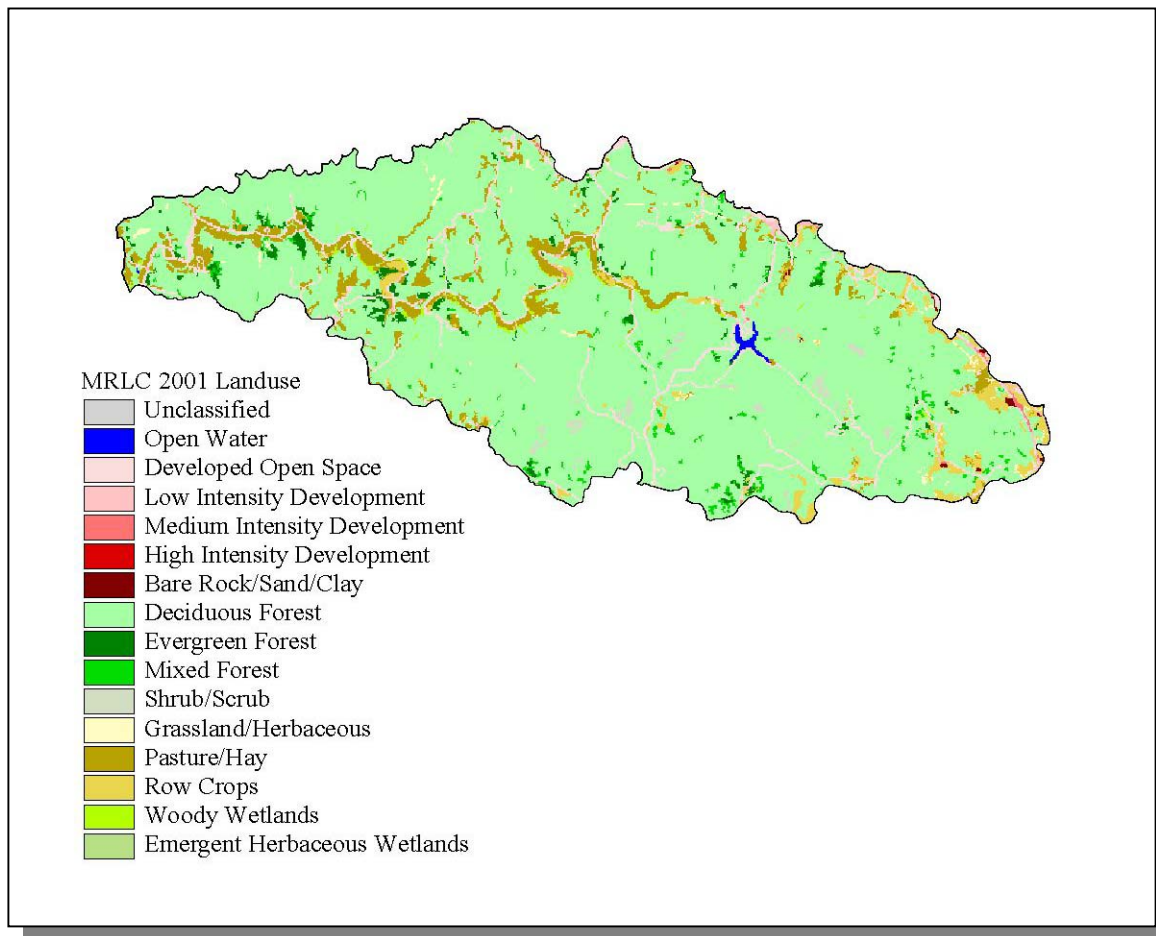 MRLC 2001 Landuse
Unclassified
Open Water
Developed Open Space
Low Intensity Development
Medium Intensity Development
High Intensity Development
Bare Rock/Sand/Clay
Deciduous Forest
Evergreen Forest
Mixed Forest
Shrub/Scrub
Grassland/Herbaceous
Pasture/Hay
Row Crops
Woody Wetlands
Emergent Herbaceous Wetlands